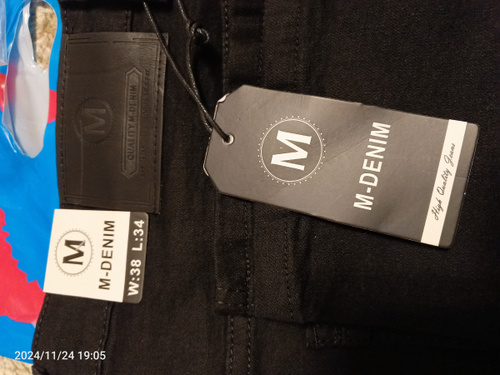 QUALITY M-DENIM
M
M-DENIM
High Quality Jeans
M
M-DENIM
W:38 L:34
2024/11/24 19:05